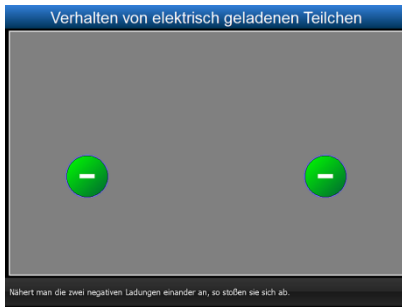 Verhalten von elektrisch geladenen Teilchen
Nähert man die zwei negativen Ladungen einander an, so stoßen sie sich ab.